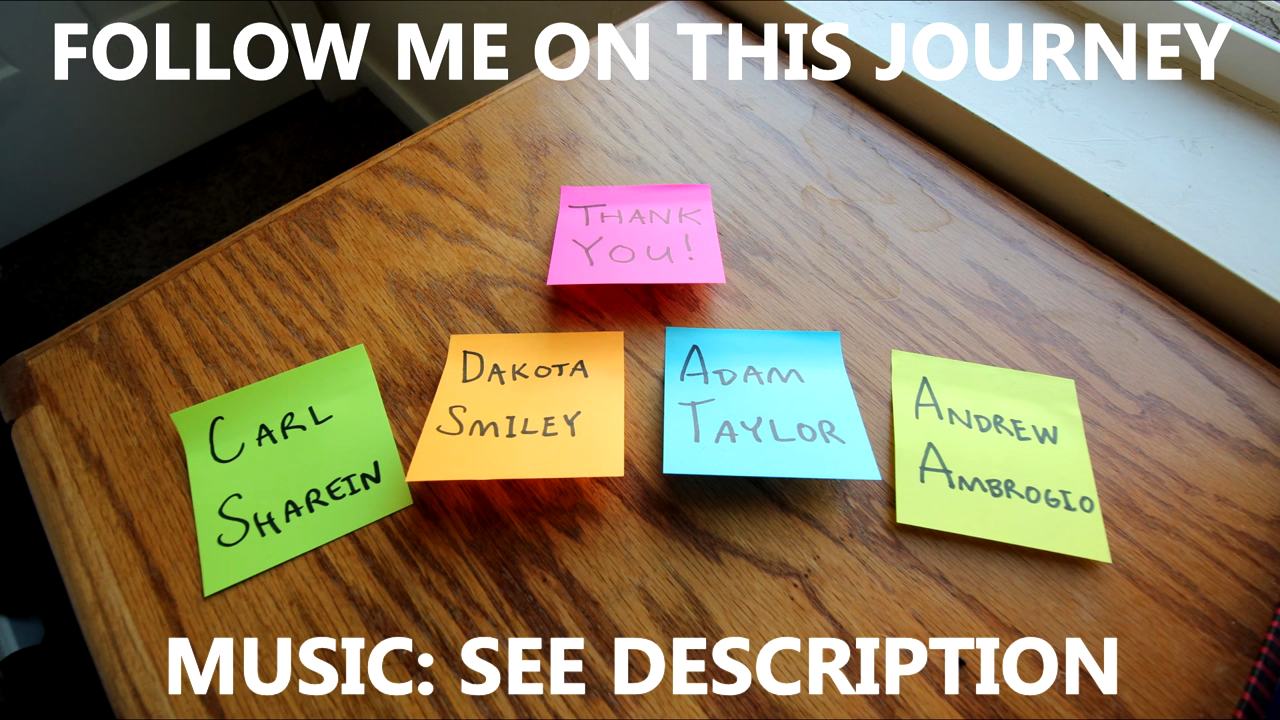 FOLLOW ME ON THIS JOURNEY
THANK
YOU!
CARL
SHAREIN
DAKOTA
SMILEY
ADAM
TAYLOR
ANDREW
AMBROGIO
MUSIC: SEE DESCRIPTION